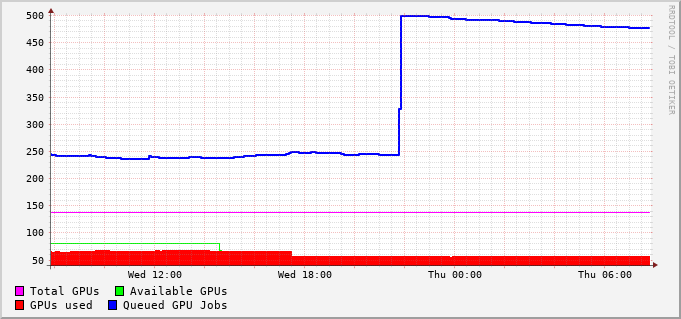 500
450
400
350
300
250
200
150
100
50
Wed 12:00 Wed 18:00 Thu 00:00 Thu 06:00
Total GPUs Available GPUs
GPUs used Queued GPU Jobs
RRDTOOL / TOBI OETIKER